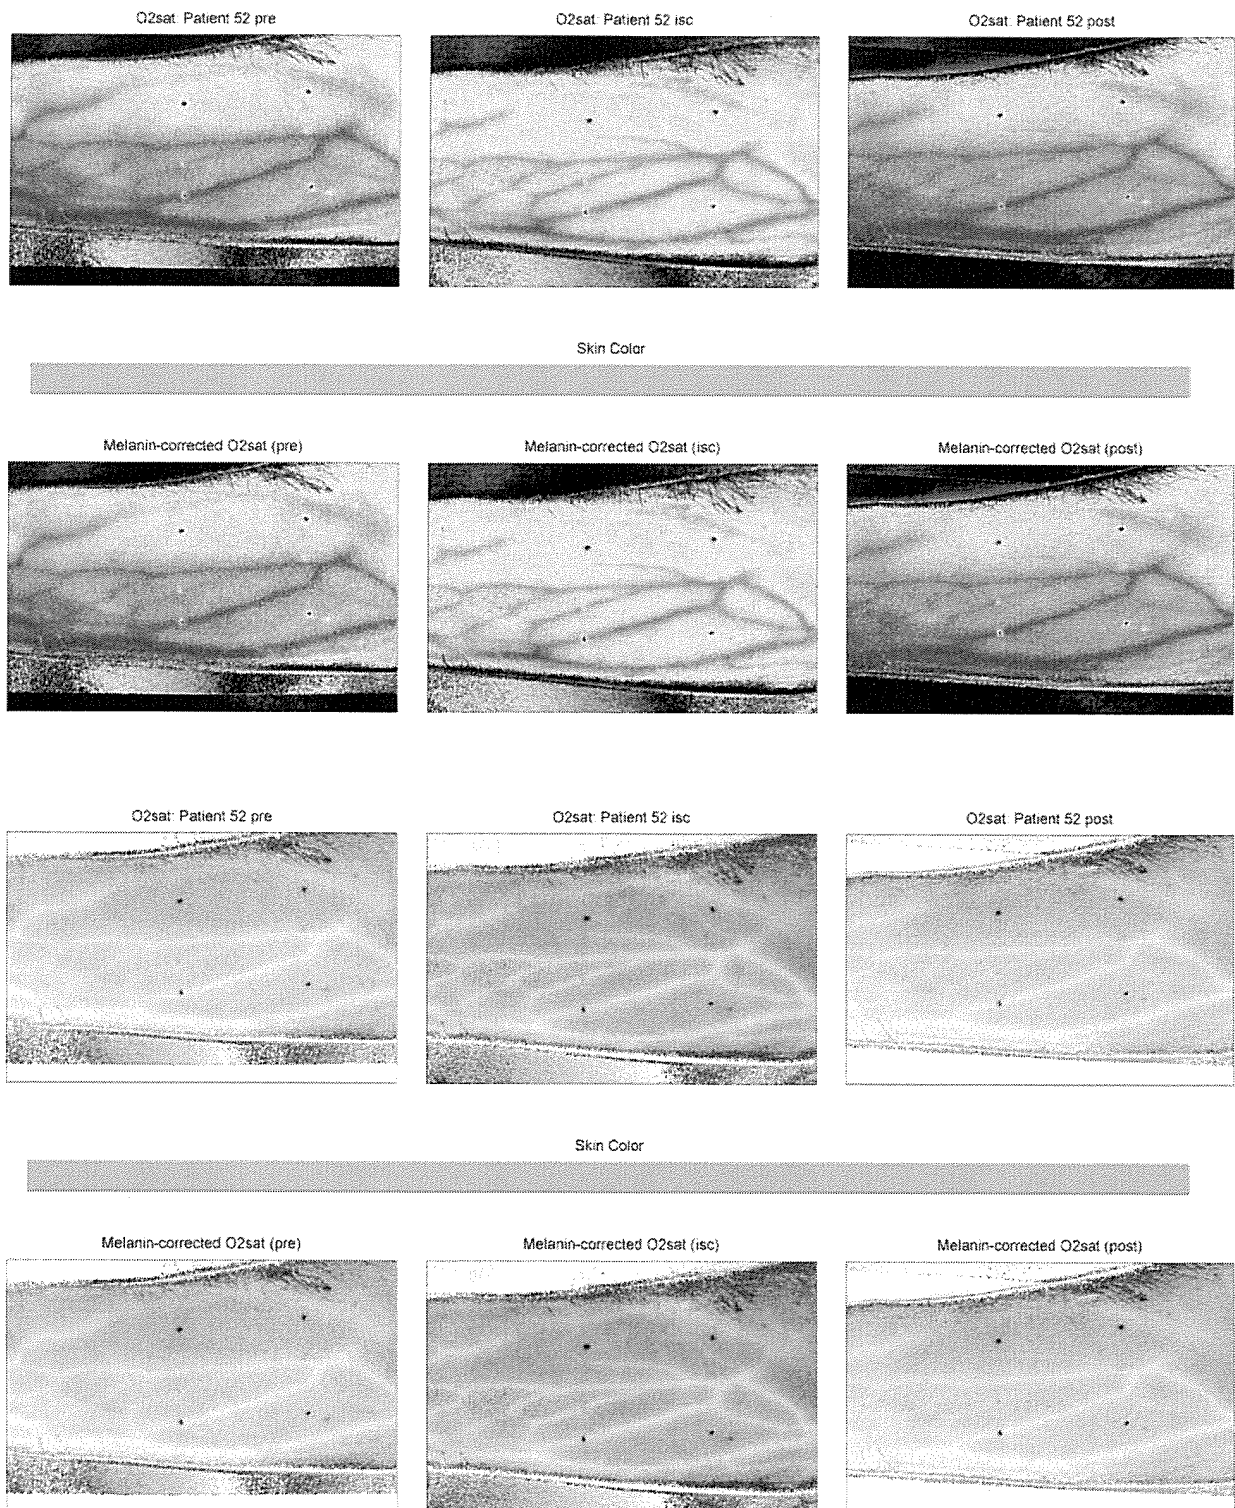 O2sat: Patient 52 pre
O2sat: Patient 52 isc
O2sat: Patient 52 post
Skin Color
Melanin-corrected O2sat (pre)
Melanin-corrected O2sat (isc)
Melanin-corrected O2sat (post)
O2sat: Patient 52 pre
O2sat: Patient 52 isc
O2sat: Patient 52 post
Skin Color
Melanin-corrected O2sat (pre)
Melanin-corrected O2sat (isc)
Melanin-corrected O2sat (post)